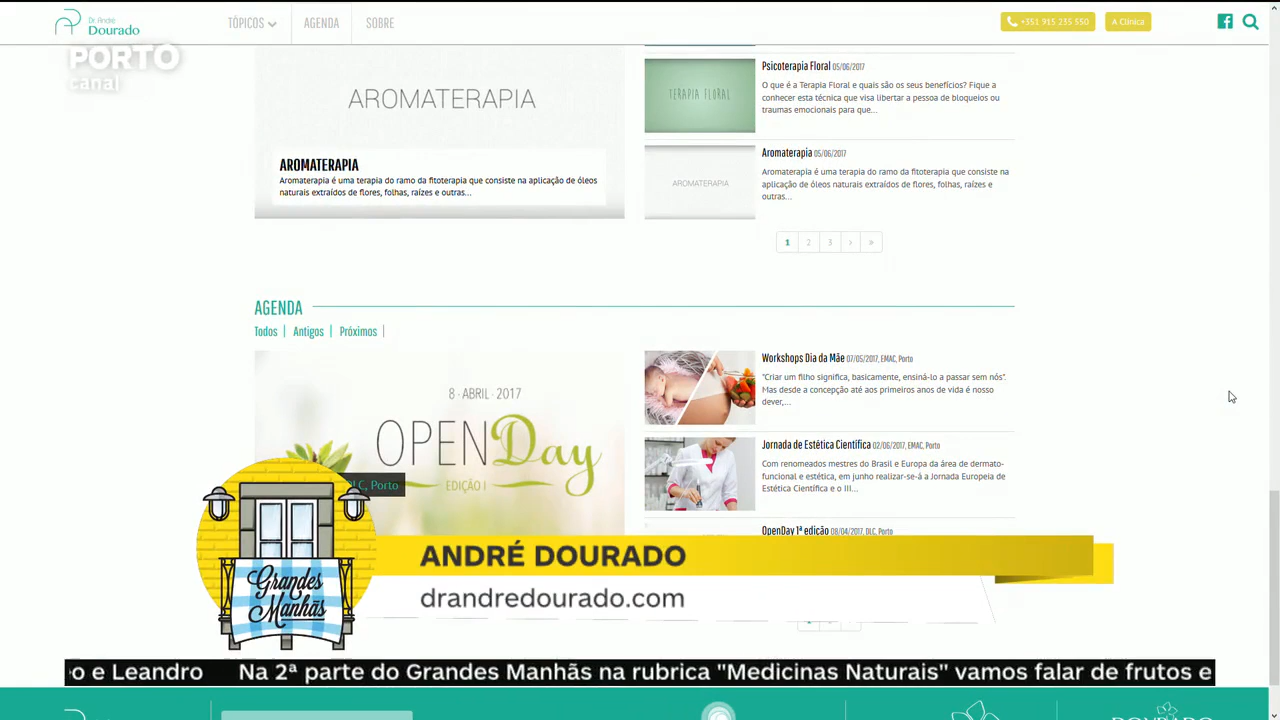 Dr. André
Dourado
TÓPICOS
AGENDA
SOBRE
+351 915 235 550
A Clínica
PORTO
canal
AROMATERAPIA
AROMATERAPIA
Aromaterapia é uma terapia do ramo da fitoterapia que consiste na aplicação de óleos
naturais extraídos de flores, folhas, raízes e outras...
TERAPIA FLORAL
Psicoterapia Floral 05/06/2017
O que é a Terapia Floral e quais são os seus benefícios? Fique a
conhecer esta técnica que visa libertar a pessoa de bloqueios ou
traumas emocionais para que...
AROMATERAPIA
Aromaterapia 05/06/2017
Aromaterapia é uma terapia do ramo da fitoterapia que consiste na
aplicação de óleos naturais extraídos de flores, folhas, raízes e
outras...
1 2 3 › »
AGENDA
Todos | Antigos | Próximos |
8 · ABRIL · 2017
OPENDay
EDIÇÃO I
DLC, Porto
Workshops Dia da Mãe 07/05/2017, EMAC, Porto
"Criar um filho significa, basicamente, ensiná-lo a passar sem nós".
Mas desde a concepção até aos primeiros anos de vida é nosso
dever,...
Jornada de Estética Científica 02/06/2017, EMAC, Porto
Com renomeados mestres do Brasil e Europa da área de dermato-
funcional e estética, em junho realizar-se-á a Jornada Europeia de
Estética Científica e o III...
OpenDay 1ª edição 08/04/2017, DLC, Porto
Grandes
Manhãs
ANDRÉ DOURADO
drandredourado.com
o e Leandro Na 2ª parte do Grandes Manhãs na rubrica "Medicinas Naturais" vamos falar de frutos e